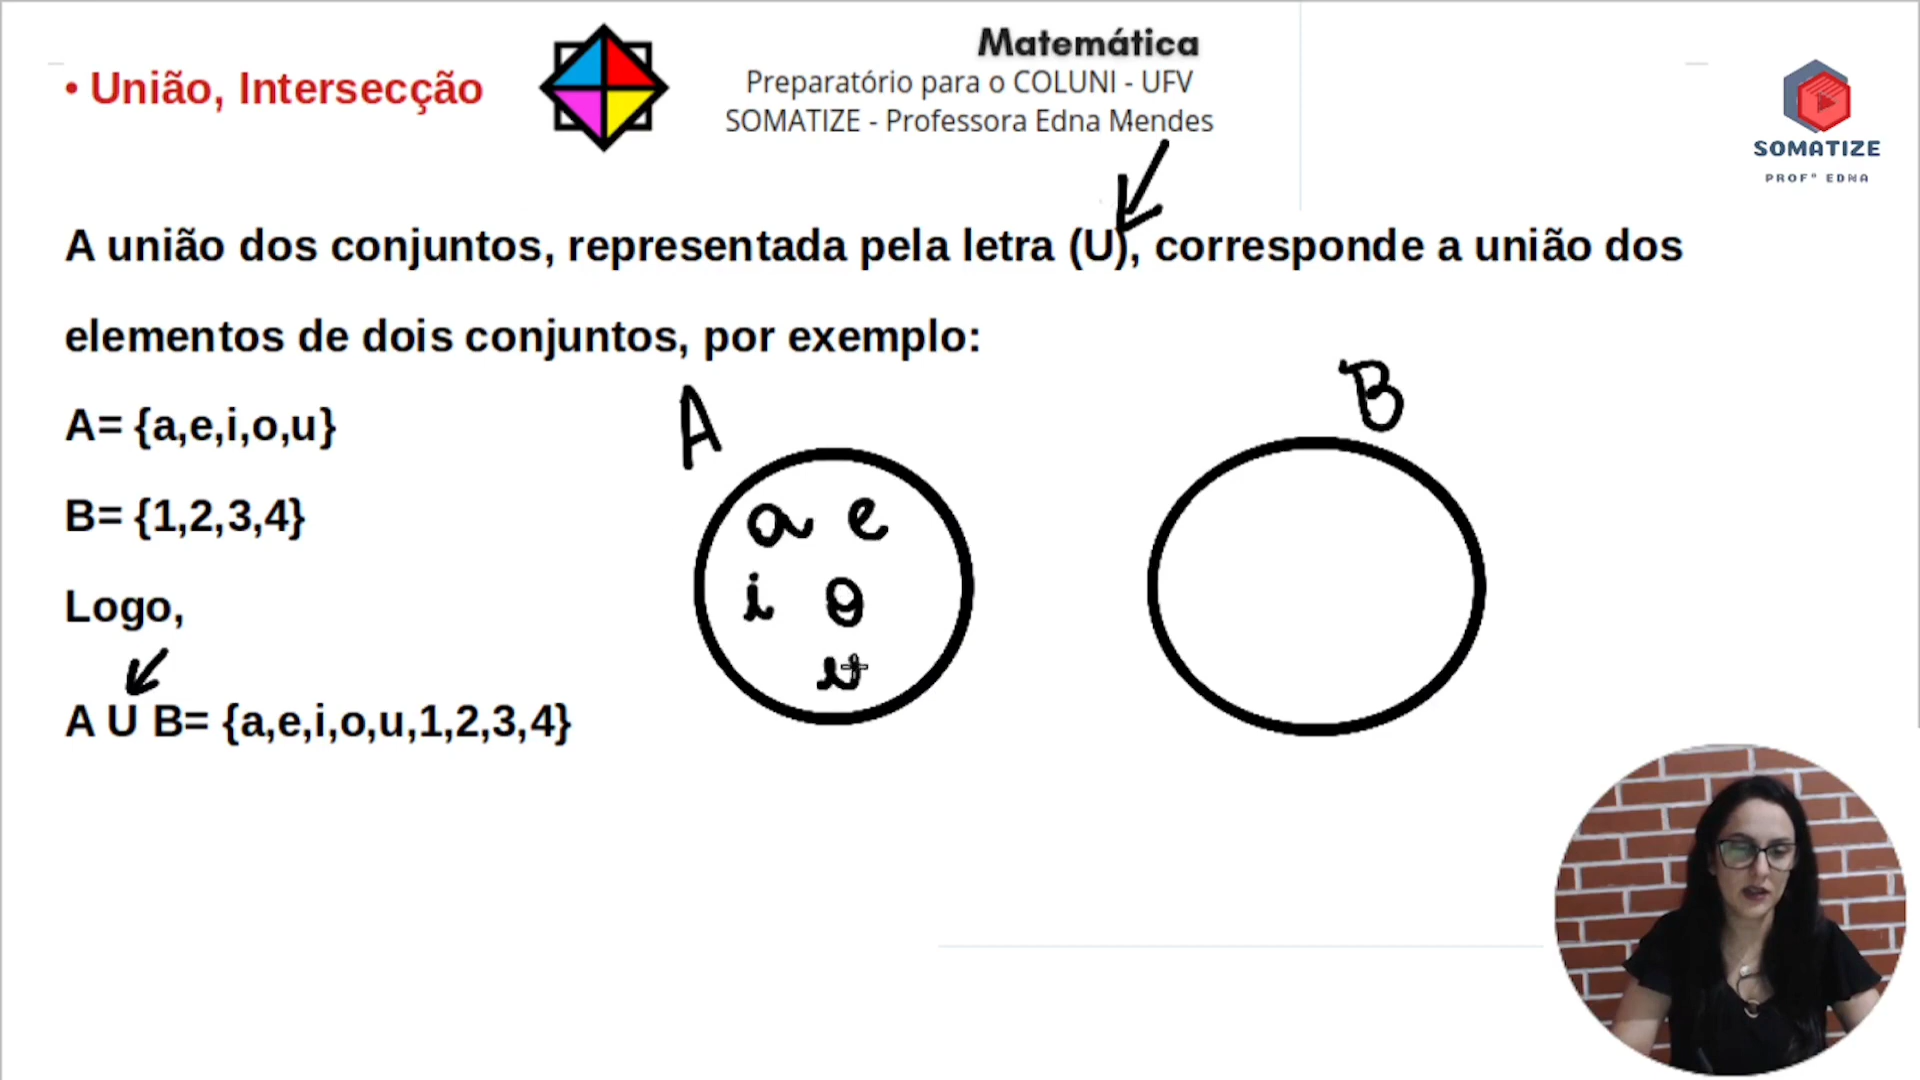 Matemática
• União, Intersecção
Preparatório para o COLUNI - UFV
SOMATIZE - Professora Edna Mendes
SOMATIZE
PROFª EDNA
A união dos conjuntos, representada pela letra (U), corresponde a união dos
elementos de dois conjuntos, por exemplo:
A= {a,e,i,o,u}
B= {1,2,3,4}
Logo,
A U B= {a,e,i,o,u,1,2,3,4}
A
a e
i o
u
B